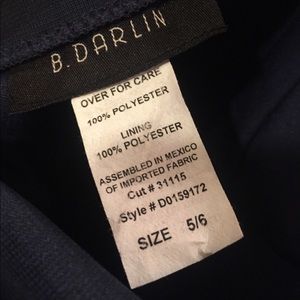 B. DARLIN
OVER FOR CARE
100% POLYESTER
LINING
100% POLYESTER
ASSEMBLED IN MEXICO
OF IMPORTED FABRIC
Cut # 31115
Style # D0159172
SIZE 5/6